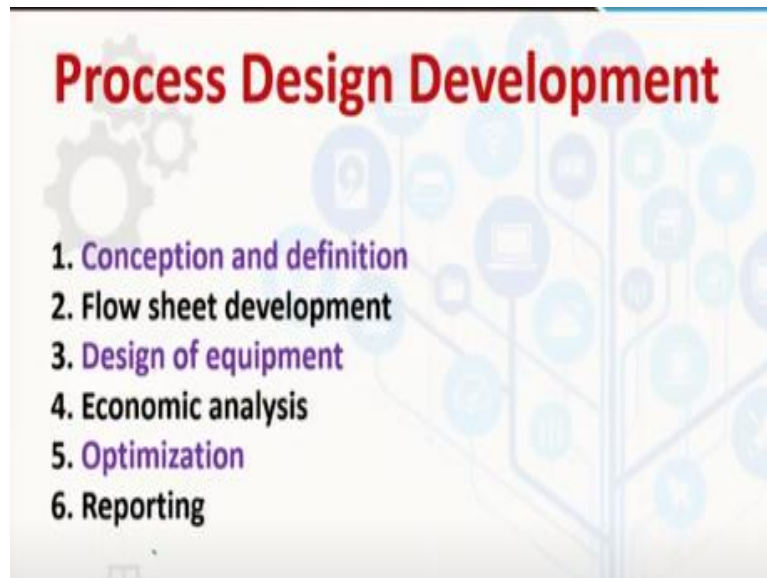 Process Design Development
1. Conception and definition
2. Flow sheet development
3. Design of equipment
4. Economic analysis
5. Optimization
6. Reporting